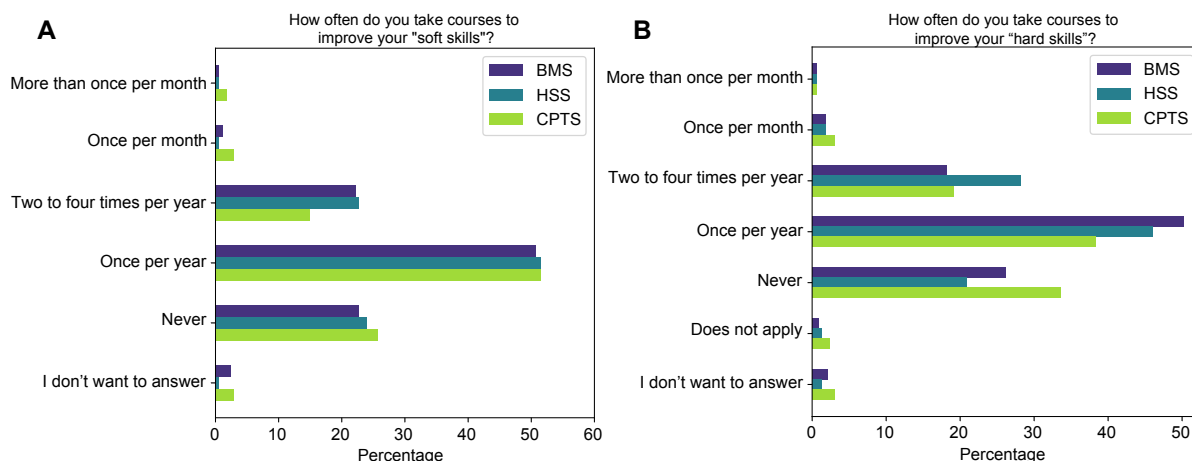 A
How often do you take courses to
improve your "soft skills"?
BMS
HSS
CPTS
More than once per month
Once per month
Two to four times per year
Once per year
Never
I don’t want to answer
0 10 20 30 40 50 60
Percentage
B
How often do you take courses to
improve your “hard skills”?
BMS
HSS
CPTS
More than once per month
Once per month
Two to four times per year
Once per year
Never
Does not apply
I don’t want to answer
0 10 20 30 40 50
Percentage